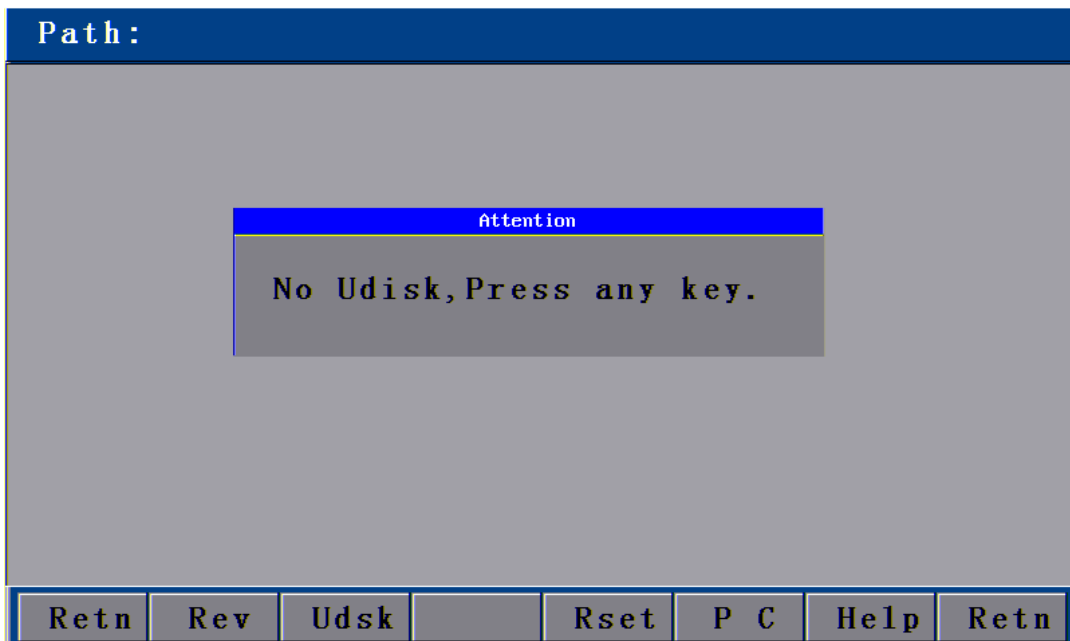 Path:
Attention
No Udisk,Press any key.
Retn Rev Udsk Rset P C Help Retn